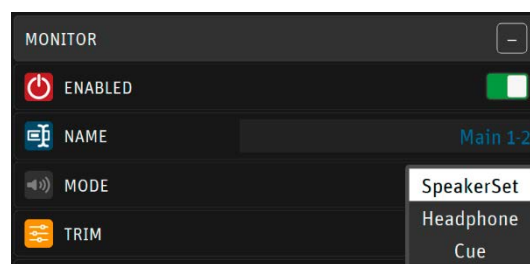 MONITOR
ENABLED
NAME Main 1-2
MODE SpeakerSet
Headphone
TRIM
Cue